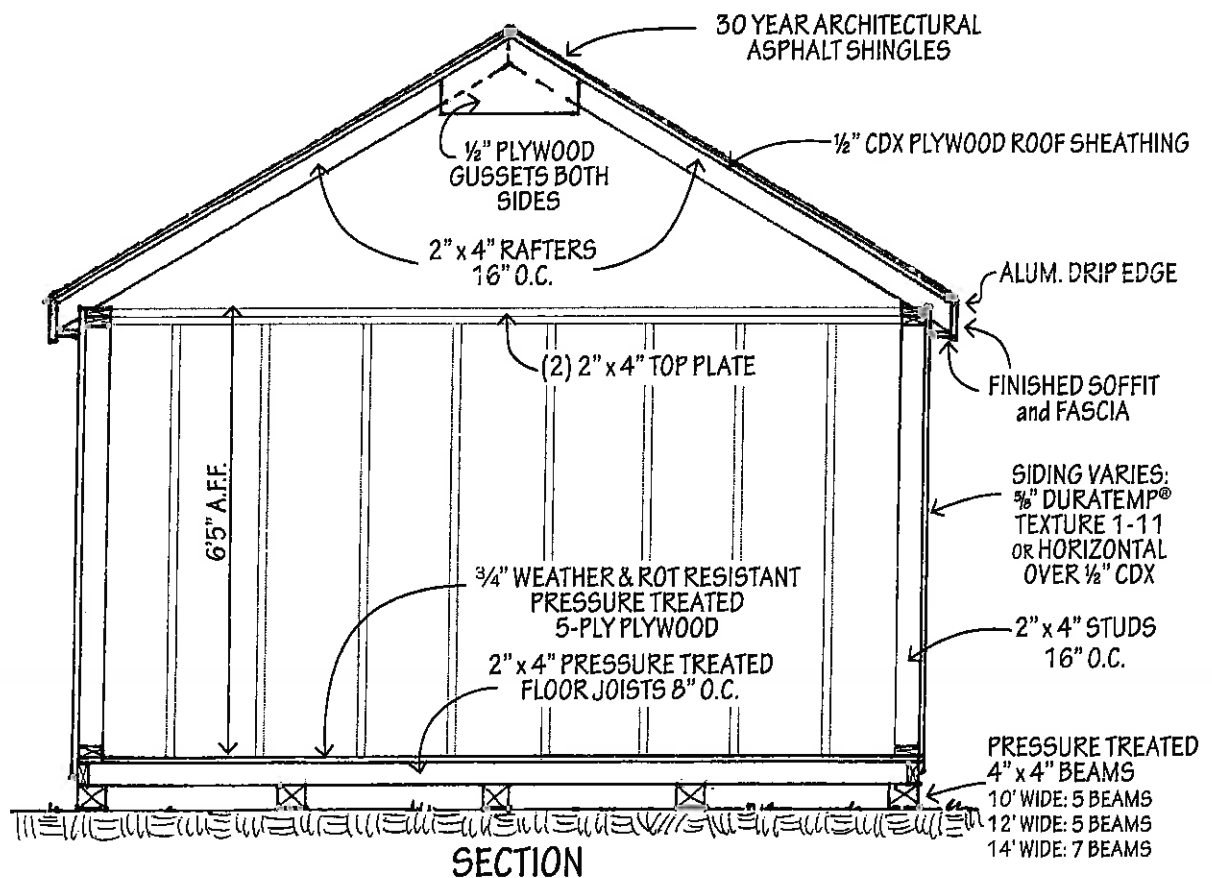 30 YEAR ARCHITECTURAL
ASPHALT SHINGLES
½" PLYWOOD
GUSSETS BOTH
SIDES
½" CDX PLYWOOD ROOF SHEATHING
2" x 4" RAFTERS
16" O.C.
ALUM. DRIP EDGE
(2) 2" x 4" TOP PLATE
FINISHED SOFFIT
and FASCIA
6'5" A.F.F.
SIDING VARIES:
⅝" DURATEMP®
TEXTURE 1-11
OR HORIZONTAL
OVER ½" CDX
¾" WEATHER & ROT RESISTANT
PRESSURE TREATED
5-PLY PLYWOOD
2" x 4" STUDS
16" O.C.
2" x 4" PRESSURE TREATED
FLOOR JOISTS 8" O.C.
PRESSURE TREATED
4" x 4" BEAMS
10' WIDE: 5 BEAMS
12' WIDE: 5 BEAMS
14' WIDE: 7 BEAMS
SECTION